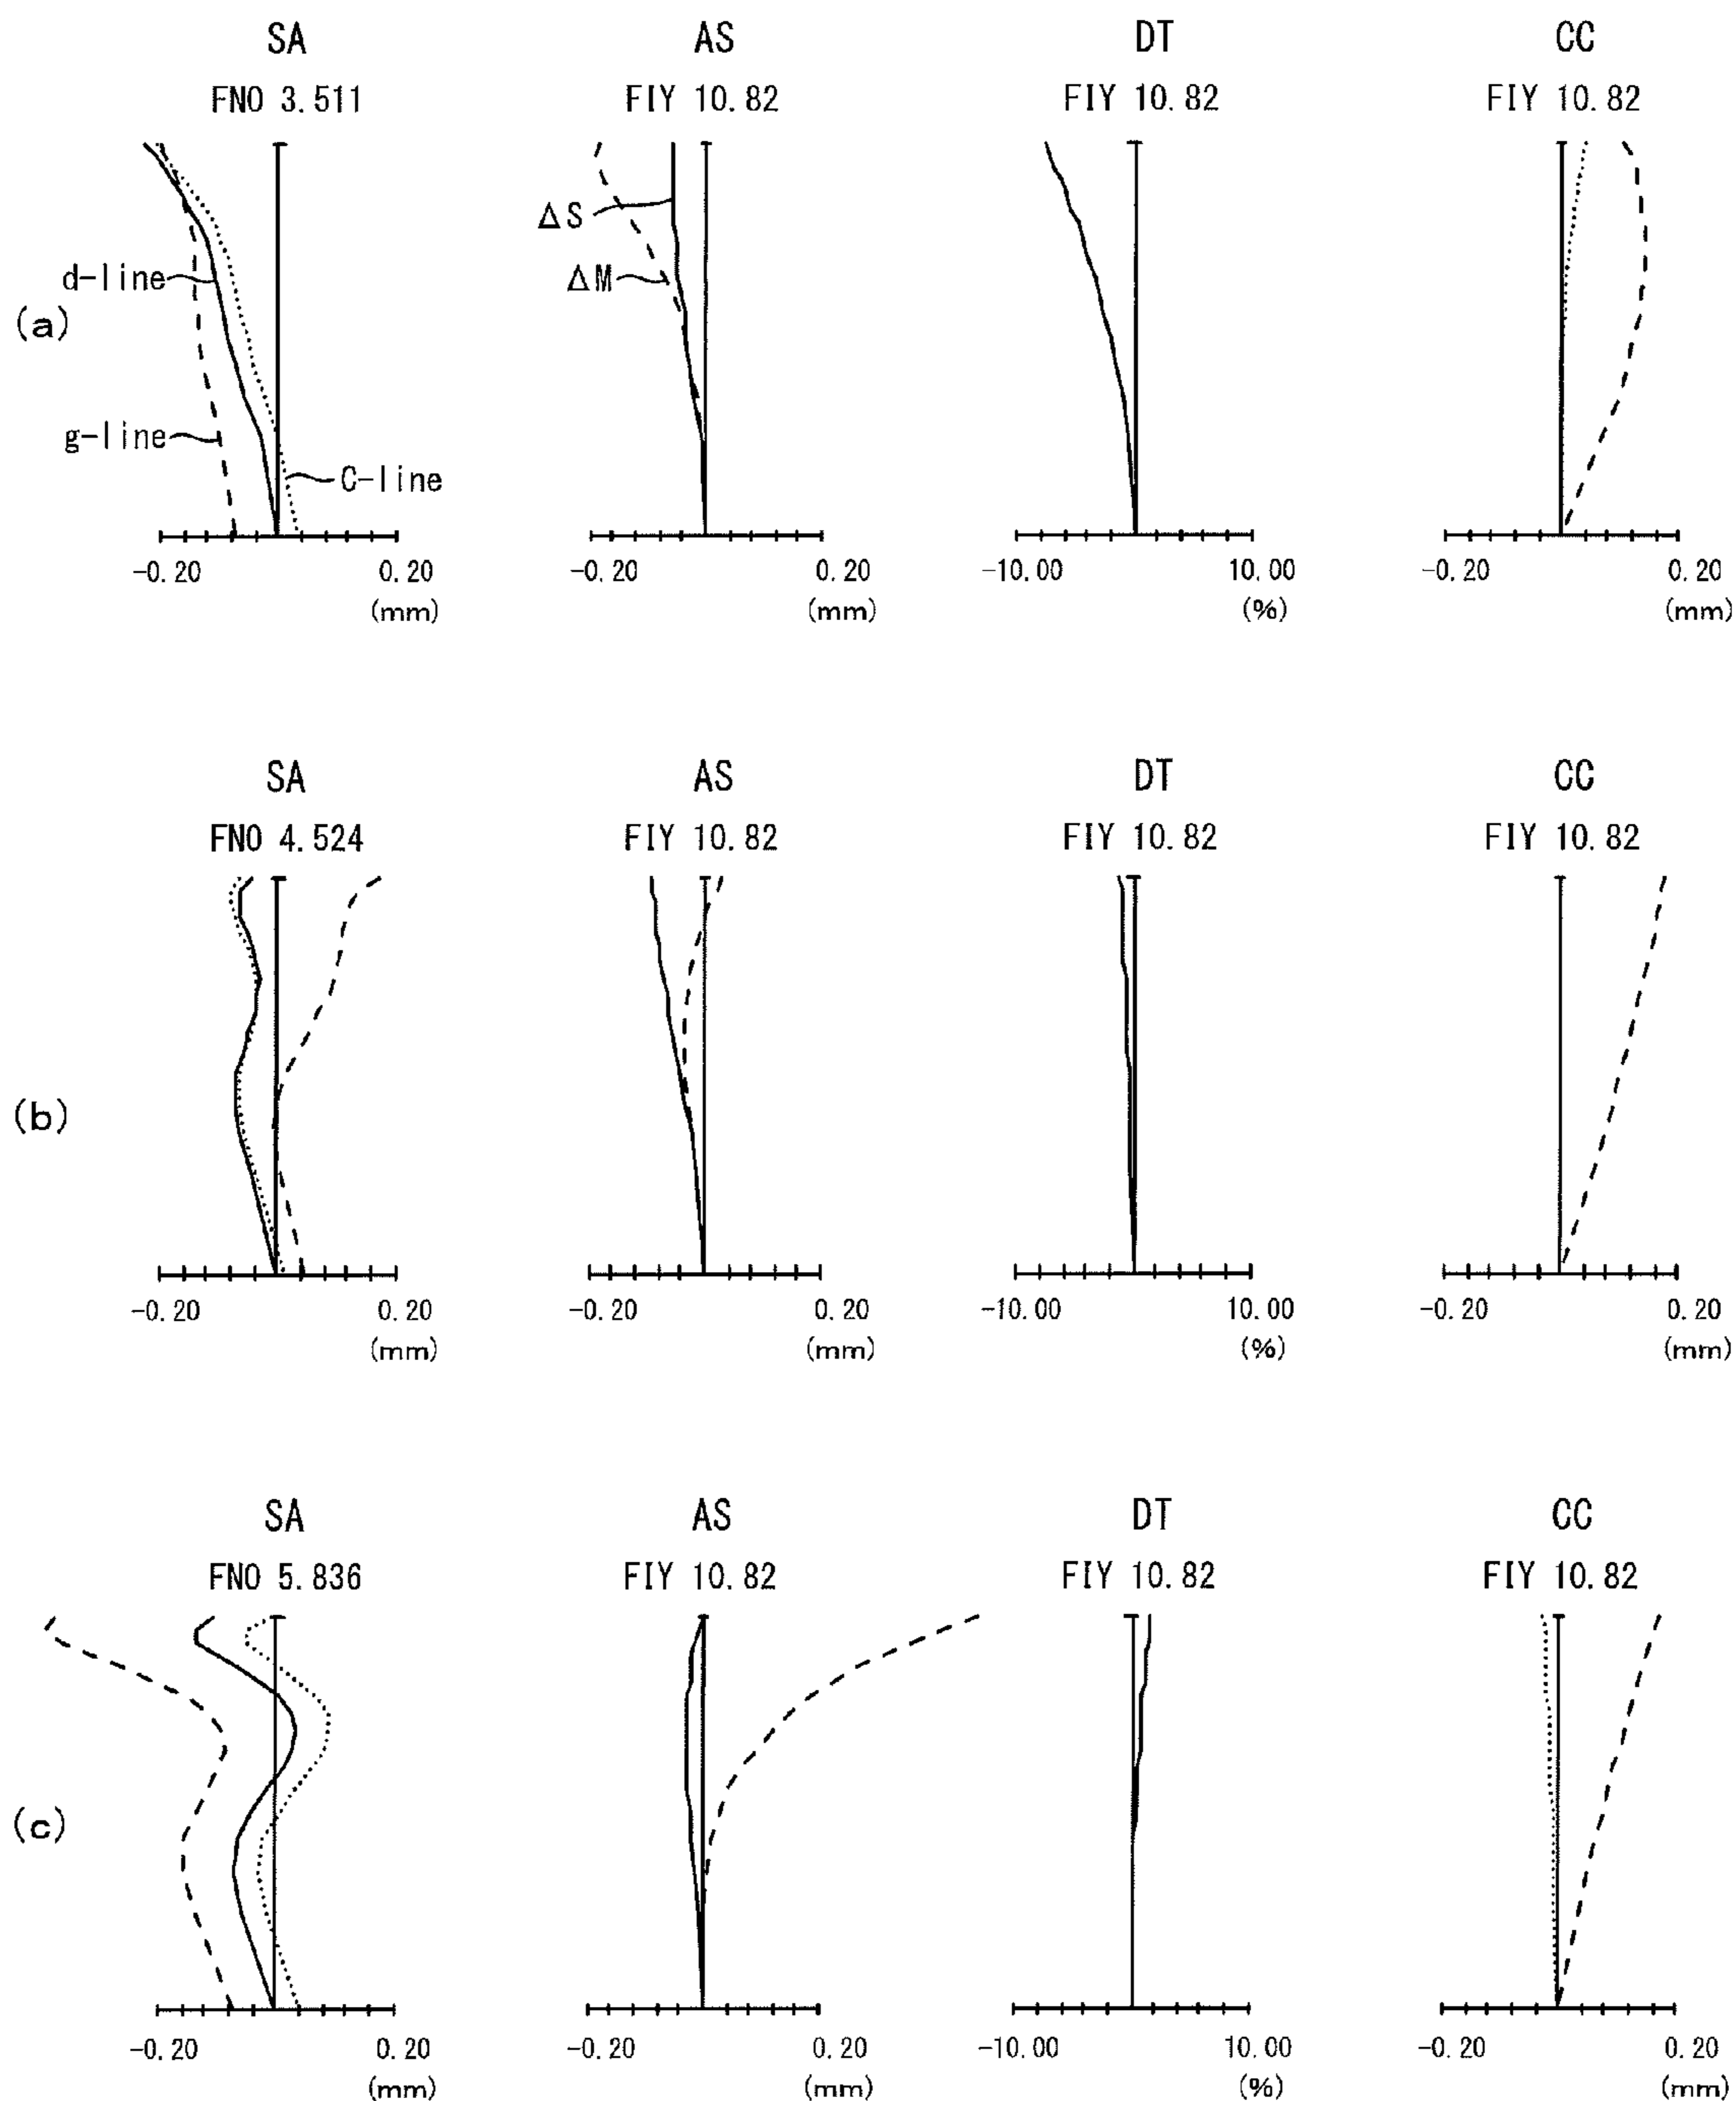 SA AS DT CC
FNO 3.511 FIY 10.82 FIY 10.82 FIY 10.82
ΔS
d-line ΔM
(a)
g-line
C-line
-0.20 0.20 -0.20 0.20 -10.00 10.00 -0.20 0.20
(mm) (mm) (%) (mm)
SA AS DT CC
FNO 4.524 FIY 10.82 FIY 10.82 FIY 10.82
(b)
-0.20 0.20 -0.20 0.20 -10.00 10.00 -0.20 0.20
(mm) (mm) (%) (mm)
SA AS DT CC
FNO 5.836 FIY 10.82 FIY 10.82 FIY 10.82
(c)
-0.20 0.20 -0.20 0.20 -10.00 10.00 -0.20 0.20
(mm) (mm) (%) (mm)